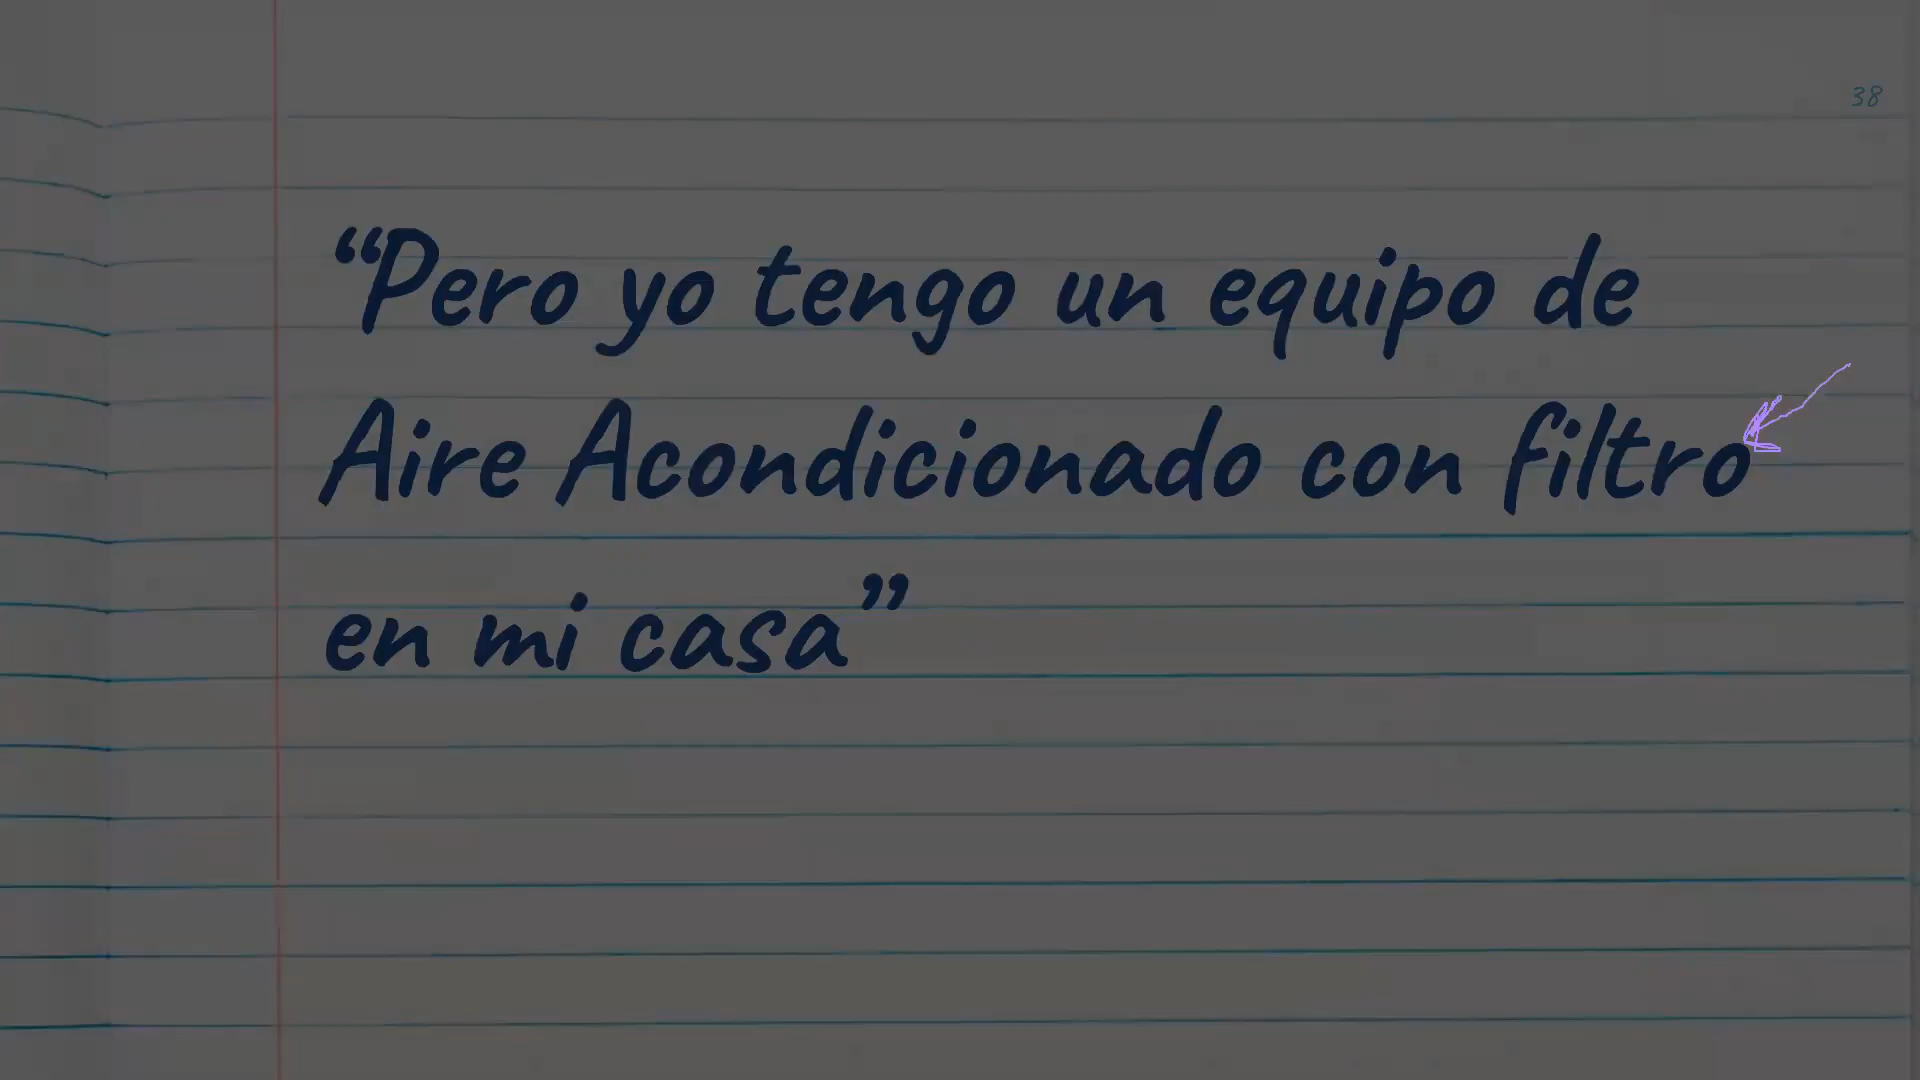 38
“Pero yo tengo un equipo de
Aire Acondicionado con filtro
en mi casa”